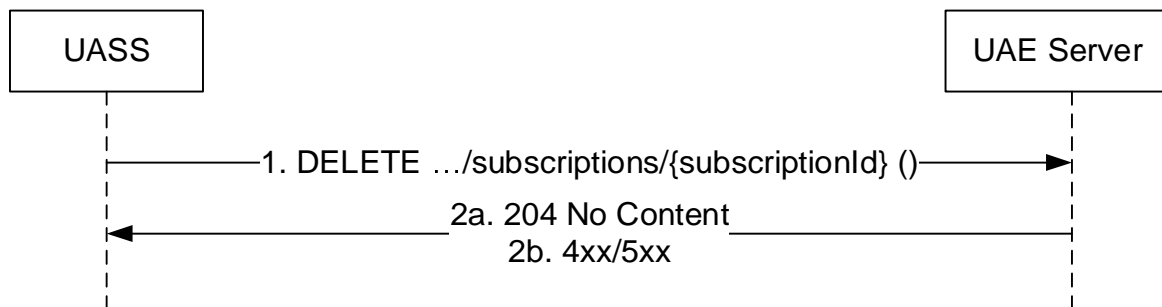 UASS
UAE Server
1. DELETE …/subscriptions/{subscriptionId} ()
2a. 204 No Content
2b. 4xx/5xx